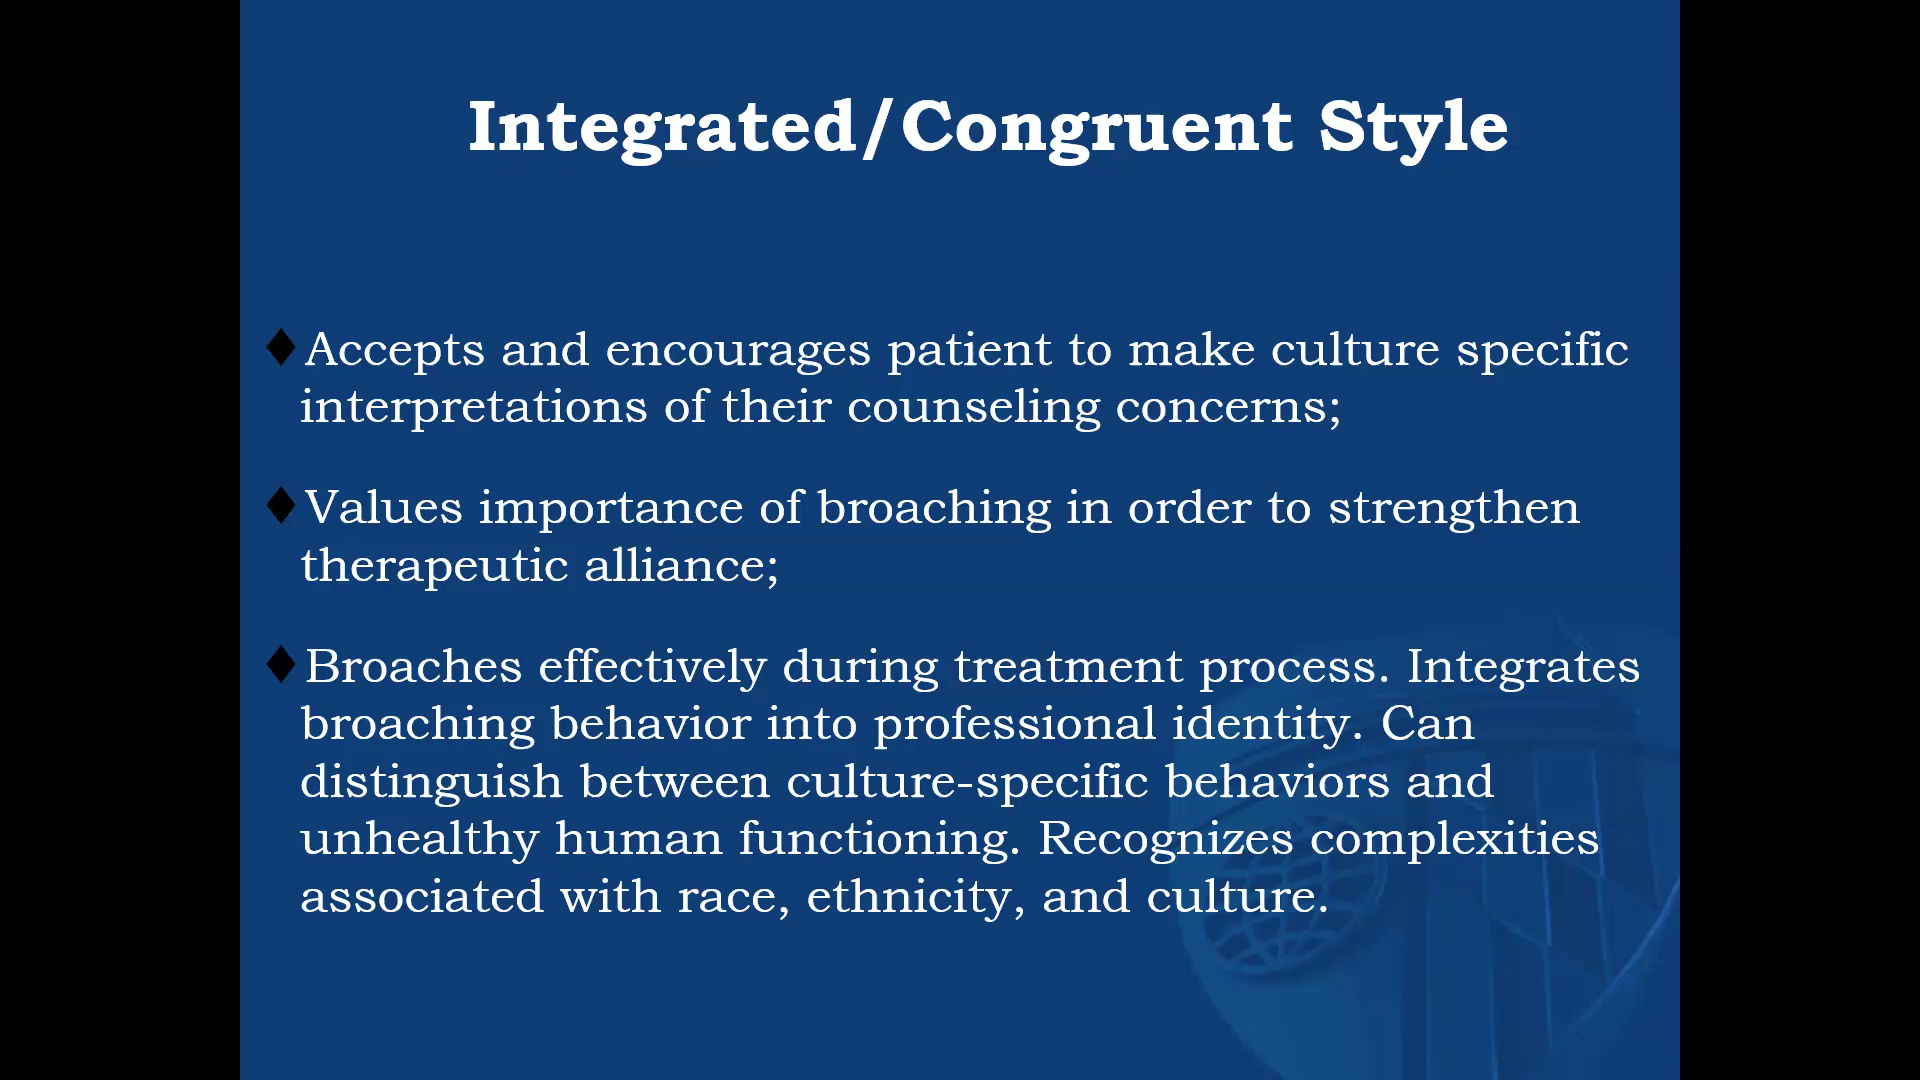 Integrated/Congruent Style
♦Accepts and encourages patient to make culture specific
interpretations of their counseling concerns;
♦Values importance of broaching in order to strengthen
therapeutic alliance;
♦Broaches effectively during treatment process. Integrates
broaching behavior into professional identity. Can
distinguish between culture-specific behaviors and
unhealthy human functioning. Recognizes complexities
associated with race, ethnicity, and culture.